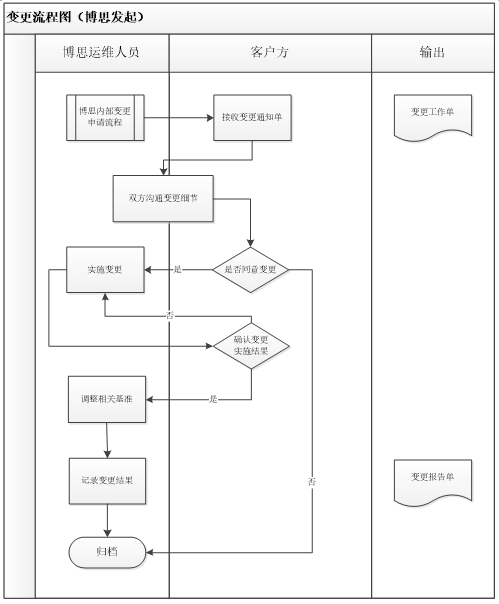 变更流程图（博思发起）
博思运维人员
客户方
输出
博思内部变更
申请流程
接收变更通知单
变更工作单
双方沟通变更细节
实施变更
是
是否同意变更
否
确认变更
实施结果
调整相关基准
是
记录变更结果
否
变更报告单
归档